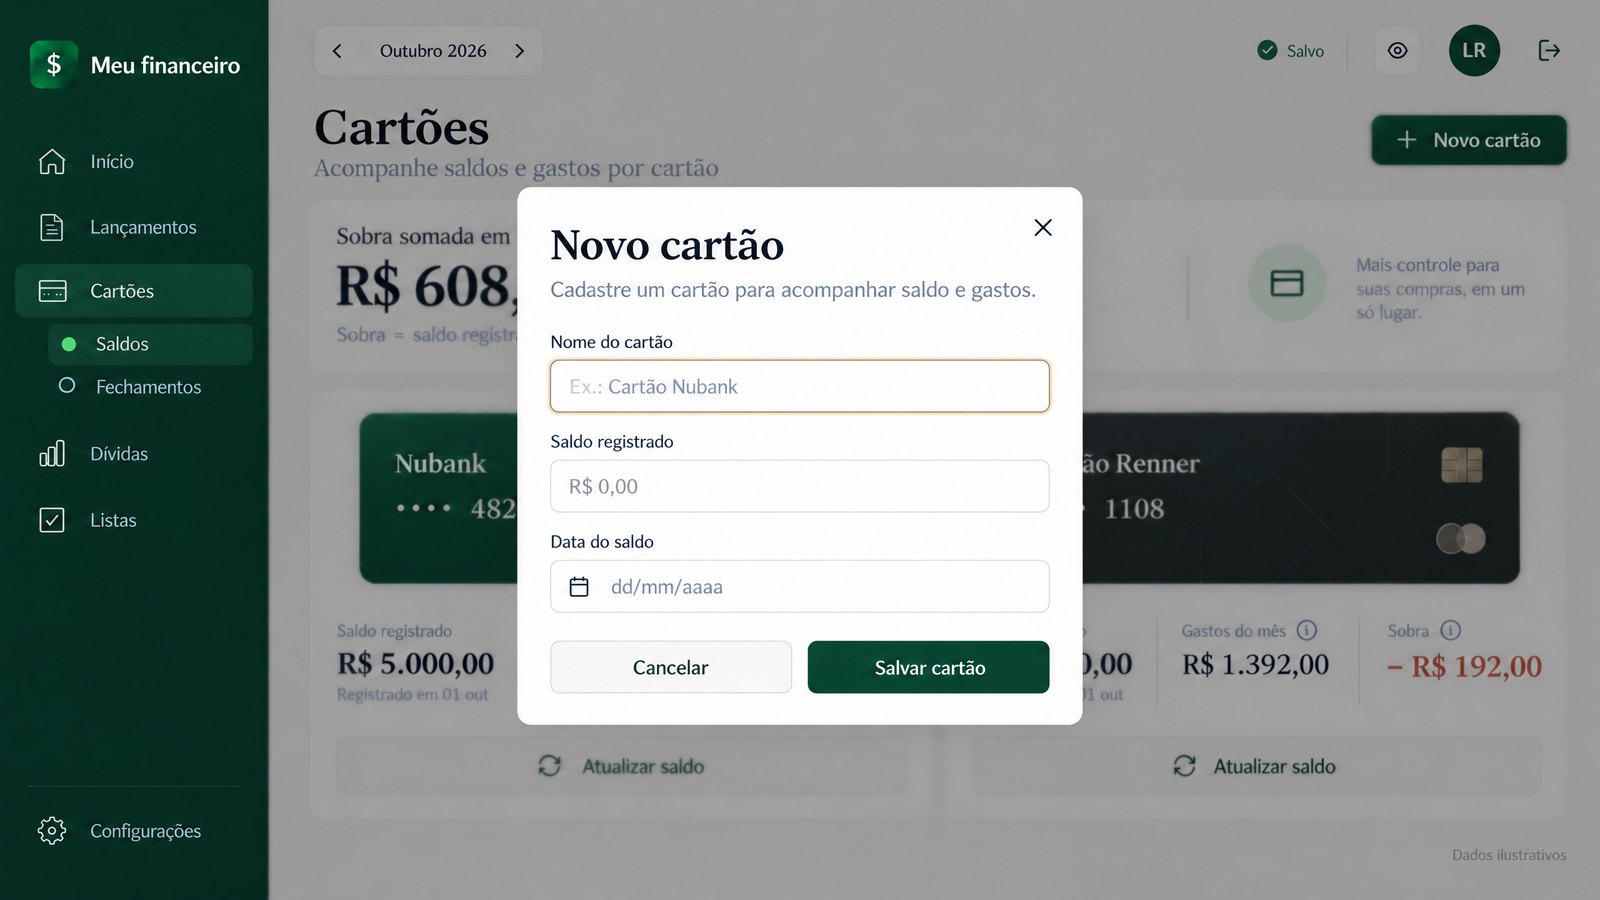 $ Meu financeiro
Início
Lançamentos
Cartões
Saldos
Fechamentos
Dívidas
Listas
Configurações
Outubro 2026
Salvo
LR
Cartões
Acompanhe saldos e gastos por cartão
+ Novo cartão
Sobra somada em
R$ 608,
Sobra = saldo registr
Mais controle para
suas compras, em um
só lugar.
Novo cartão
Cadastre um cartão para acompanhar saldo e gastos.
Nome do cartão
Ex.: Cartão Nubank
Saldo registrado
R$ 0,00
Data do saldo
dd/mm/aaaa
Cancelar
Salvar cartão
Nubank
•••• 482
ão Renner
1108
Saldo registrado
R$ 5.000,00
Registrado em 01 out
Atualizar saldo
0,00
01 out
Gastos do mês
R$ 1.392,00
Sobra
– R$ 192,00
Atualizar saldo
Dados ilustrativos